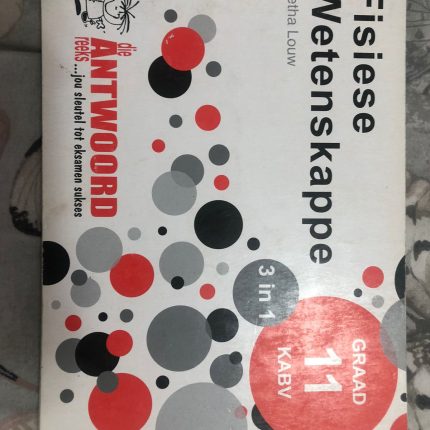 Fisiese
Wetenskappe
etha Louw
GRAAD
11
KABV
3 in 1
die
ANTWOORD
reeks
...jou sleutel tot eksamen sukses